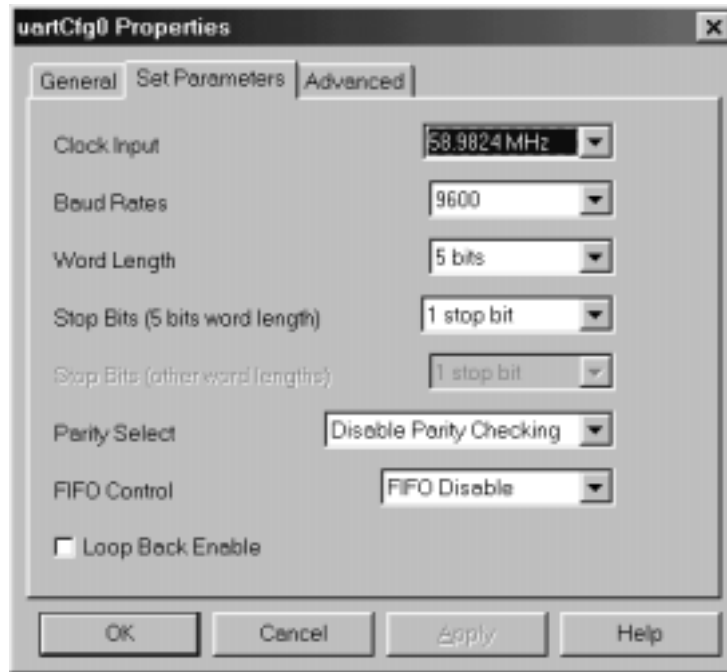 uartCfg0 Properties
General Set Parameters Advanced
Clock Input 58.9824 MHz
Baud Rates 9600
Word Length 5 bits
Stop Bits (5 bits word length) 1 stop bit
Stop Bits (other word lengths) 1 stop bit
Parity Select Disable Parity Checking
FIFO Control FIFO Disable
Loop Back Enable
OK Cancel Apply Help